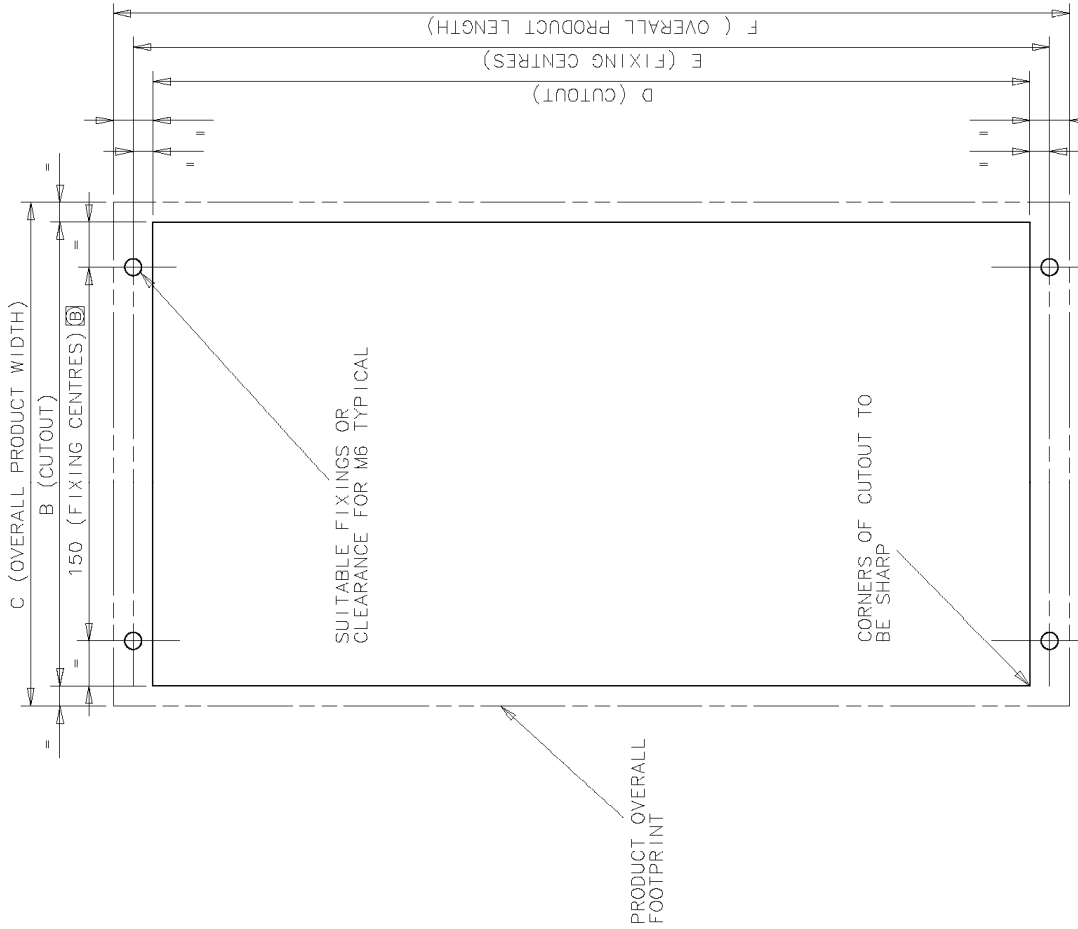 F ( OVERALL PRODUCT LENGTH)
E (FIXING CENTRES)
D (CUTOUT)
=
=
=
=
=
=
=
=
C (OVERALL PRODUCT WIDTH)
B (CUTOUT)
150 (FIXING CENTRES) B
SUITABLE FIXINGS OR
CLEARANCE FOR M6 TYPICAL
CORNERS OF CUTOUT TO
BE SHARP
PRODUCT OVERALL
FOOTPRINT